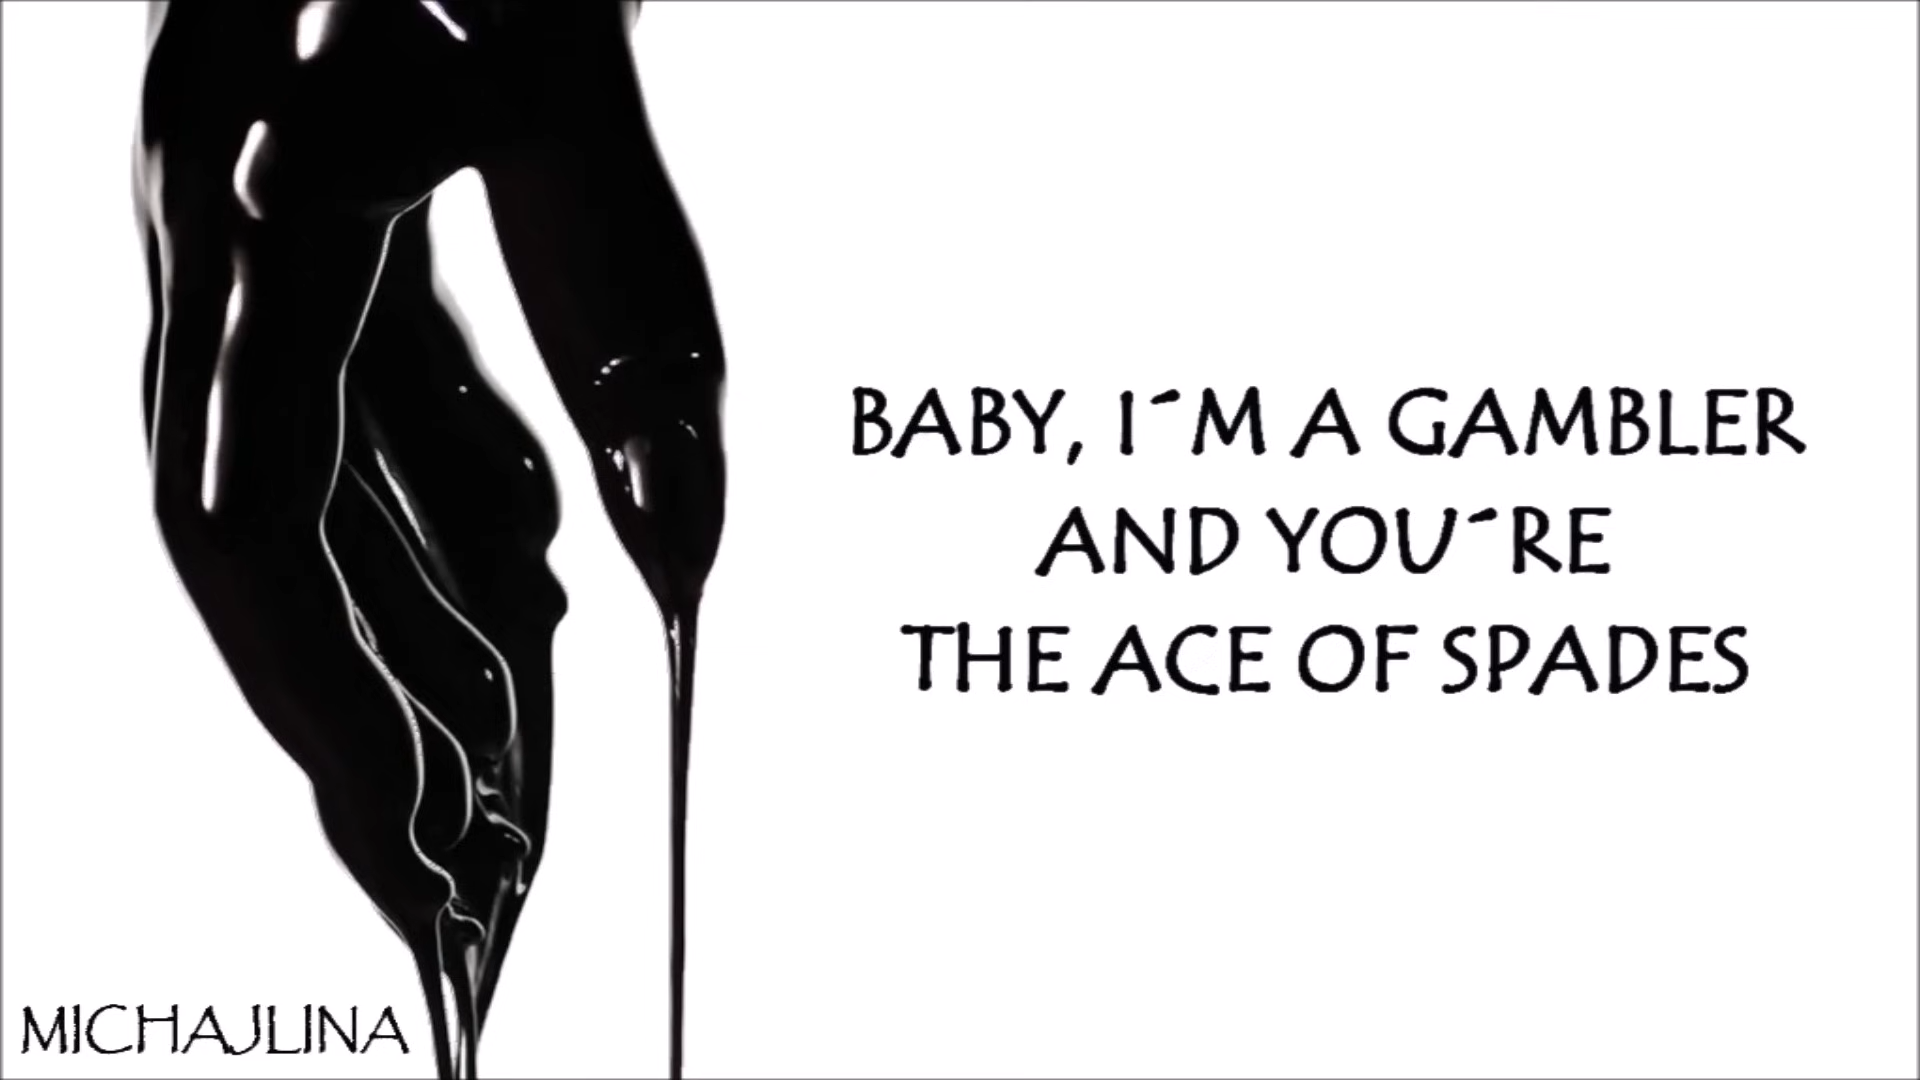 BABY, I´M A GAMBLER
AND YOU´RE
THE ACE OF SPADES
MICHAJLINA